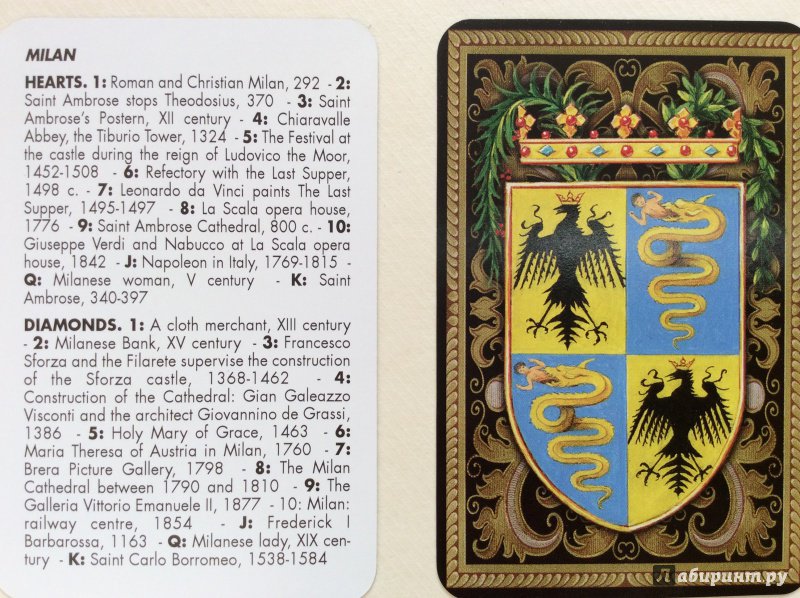 MILAN
HEARTS. 1: Roman and Christian Milan, 292 - 2:
Saint Ambrose stops Theodosius, 370 - 3: Saint
Ambrose's Postern, XII century - 4: Chiaravalle
Abbey, the Tiburio Tower, 1324 - 5: The Festival at
the castle during the reign of Ludovico the Moor,
1452-1508 - 6: Refectory with the Last Supper,
1498 c. - 7: Leonardo da Vinci paints The Last
Supper, 1495-1497 - 8: La Scala opera house,
1776 - 9: Saint Ambrose Cathedral, 800 c. - 10:
Giuseppe Verdi and Nabucco at La Scala opera
house, 1842 - J: Napoleon in Italy, 1769-1815 -
Q: Milanese woman, V century - K: Saint
Ambrose, 340-397
DIAMONDS. 1: A cloth merchant, XIII century
- 2: Milanese Bank, XV century - 3: Francesco
Sforza and the Filarete supervise the construction
of the Sforza castle, 1368-1462 - 4:
Construction of the Cathedral: Gian Galeazzo
Visconti and the architect Giovannino de Grassi,
1386 - 5: Holy Mary of Grace, 1463 - 6:
Maria Theresa of Austria in Milan, 1760 - 7:
Brera Picture Gallery, 1798 - 8: The Milan
Cathedral between 1790 and 1810 - 9: The
Galleria Vittorio Emanuele II, 1877 - 10: Milan:
railway centre, 1854 - J: Frederick I
Barbarossa, 1163 - Q: Milanese lady, XIX cen-
tury - K: Saint Carlo Borromeo, 1538-1584
Лабиринт.ру